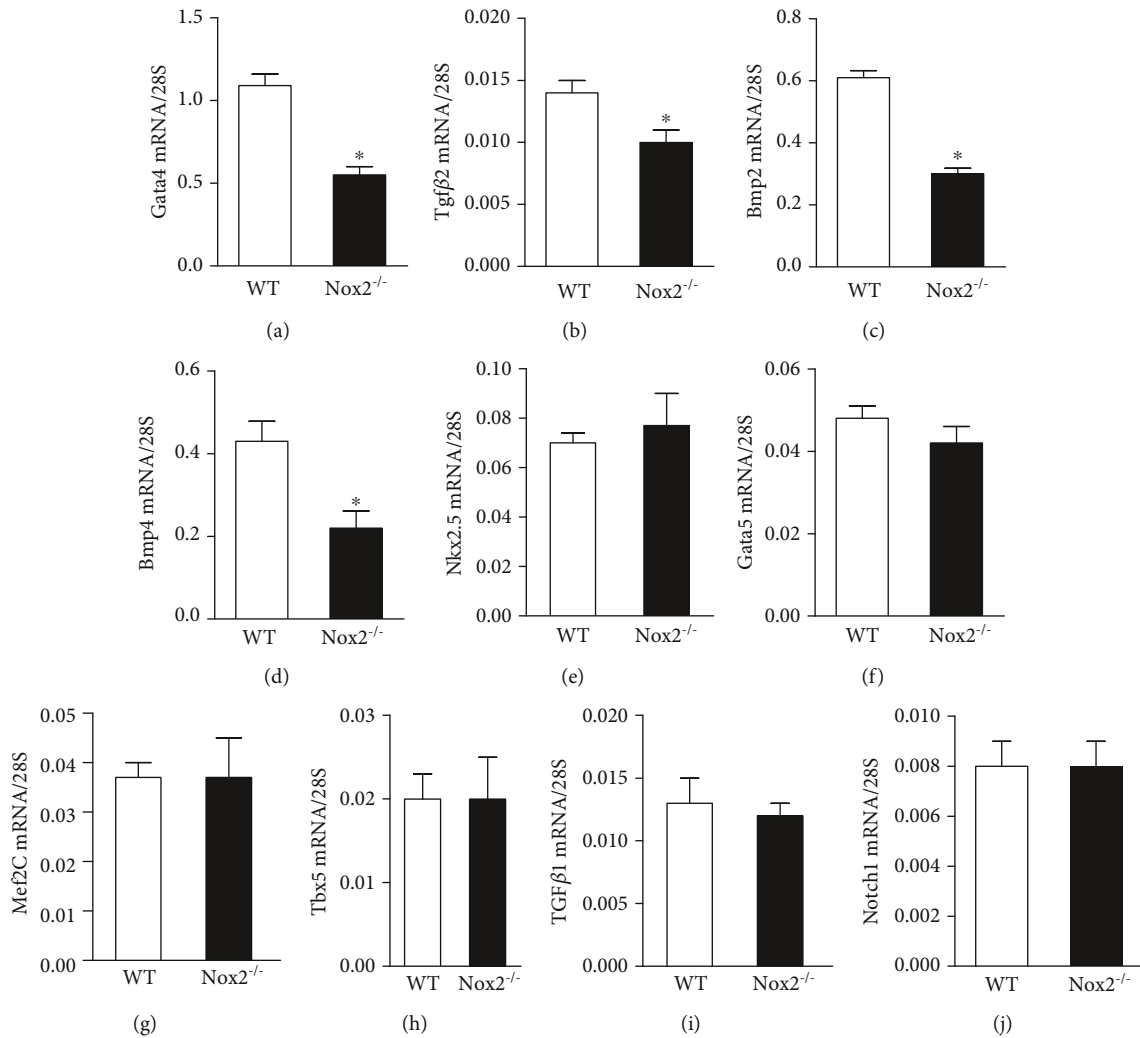 Gata4 mRNA/28S
1.5
1.0
0.5
0.0
*
WT
Nox2⁻/⁻
(a)
Tgfβ2 mRNA/28S
0.020
0.015
0.010
0.005
0.000
*
WT
Nox2⁻/⁻
(b)
Bmp2 mRNA/28S
0.8
0.6
0.4
0.2
0.0
*
WT
Nox2⁻/⁻
(c)
Bmp4 mRNA/28S
0.6
0.4
0.2
0.0
*
WT
Nox2⁻/⁻
(d)
Nkx2.5 mRNA/28S
0.10
0.08
0.06
0.04
0.02
0.00
WT
Nox2⁻/⁻
(e)
Gata5 mRNA/28S
0.06
0.04
0.02
0.00
WT
Nox2⁻/⁻
(f)
Mef2C mRNA/28S
0.05
0.04
0.03
0.02
0.01
0.00
WT
Nox2⁻/⁻
(g)
Tbx5 mRNA/28S
0.03
0.02
0.01
0.00
WT
Nox2⁻/⁻
(h)
TGFβ1 mRNA/28S
0.020
0.015
0.010
0.005
0.000
WT
Nox2⁻/⁻
(i)
Notch1 mRNA/28S
0.010
0.008
0.006
0.004
0.002
0.000
WT
Nox2⁻/⁻
(j)